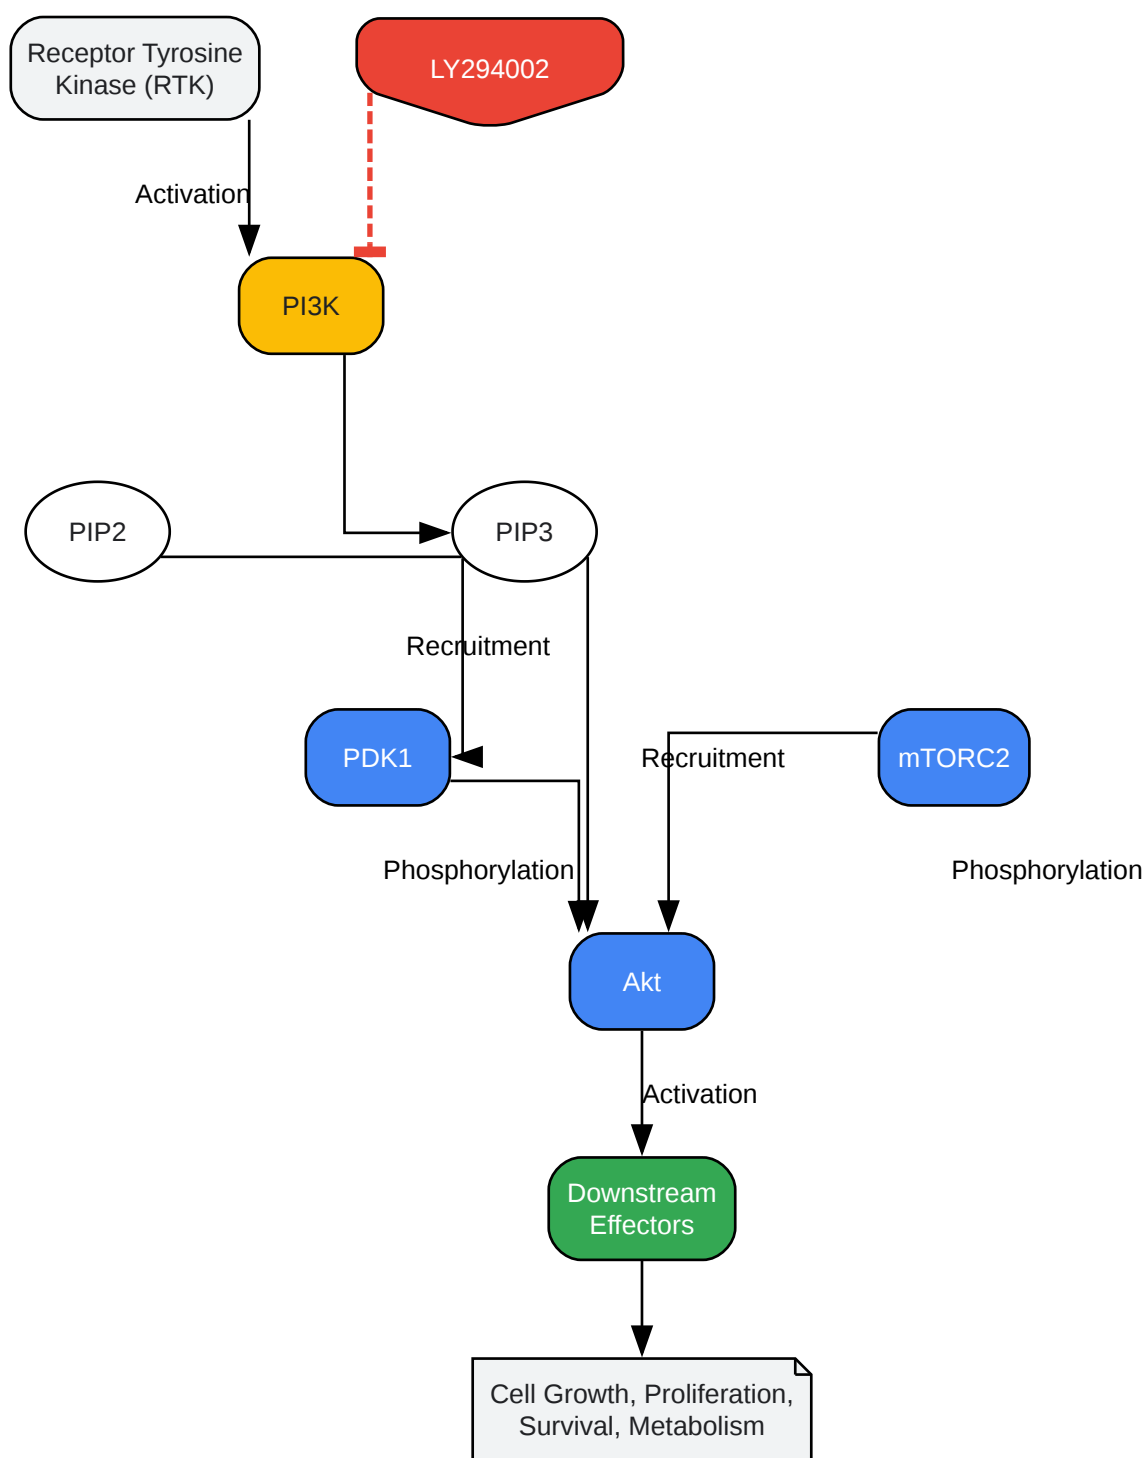 Receptor Tyrosine
Kinase (RTK)
LY294002
Activation
PI3K
PIP2
PIP3
Recruitment
PDK1
Recruitment
mTORC2
Phosphorylation
Phosphorylation
Akt
Activation
Downstream
Effectors
Cell Growth, Proliferation,
Survival, Metabolism